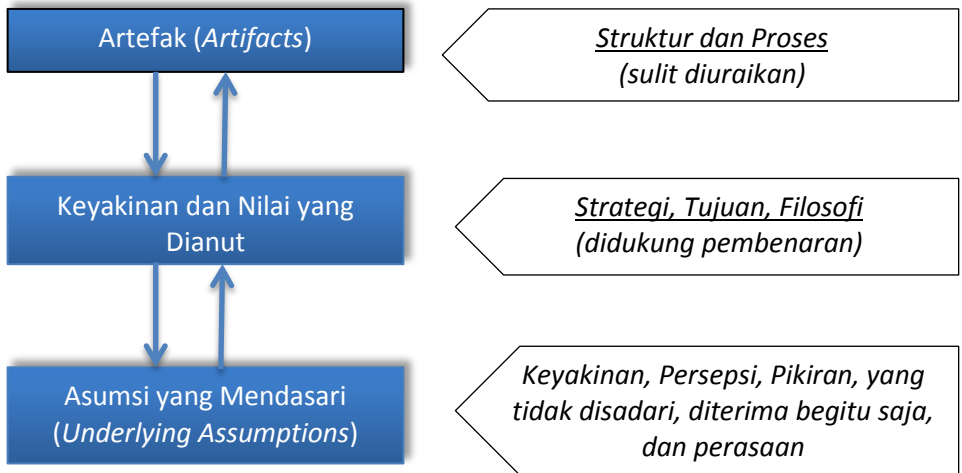 Artefak (Artifacts)
Struktur dan Proses
(sulit diuraikan)
Keyakinan dan Nilai yang
Dianut
Strategi, Tujuan, Filosofi
(didukung pembenaran)
Asumsi yang Mendasari
(Underlying Assumptions)
Keyakinan, Persepsi, Pikiran, yang
tidak disadari, diterima begitu saja,
dan perasaan